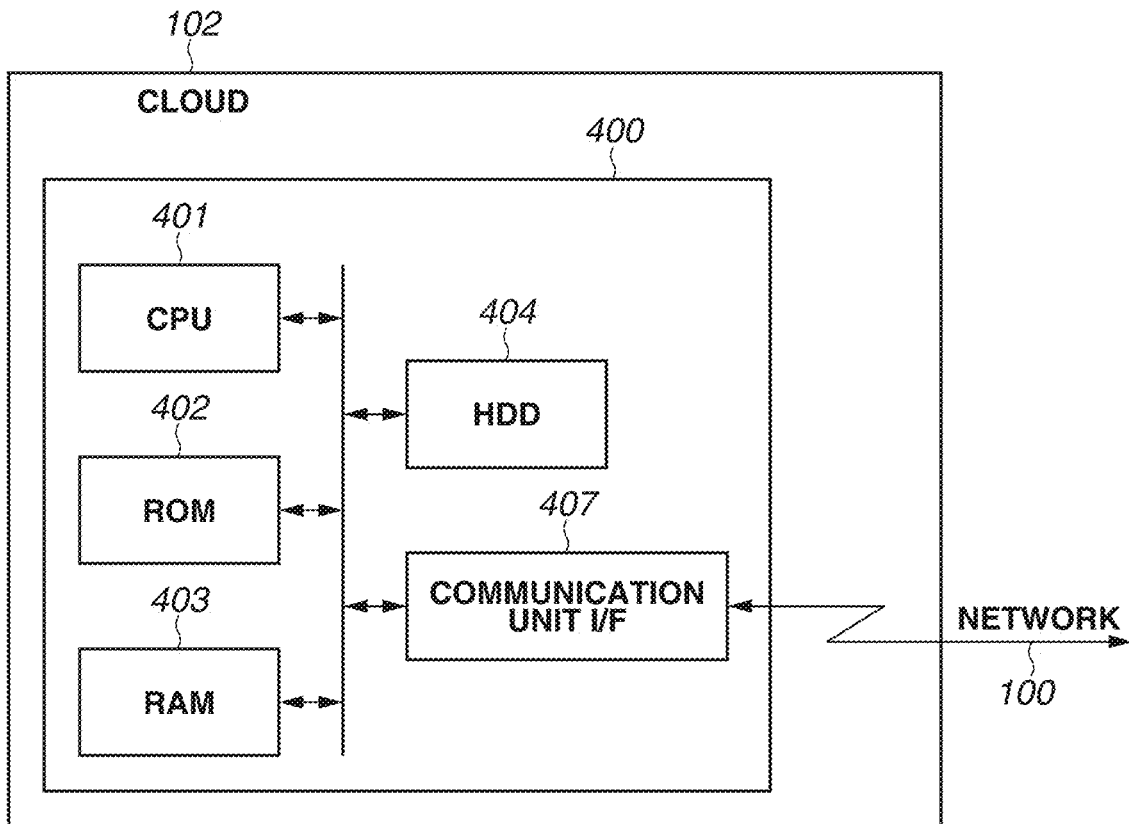 102
CLOUD
400
401
CPU
404
HDD
402
ROM
407
COMMUNICATION
UNIT I/F
NETWORK
100
403
RAM